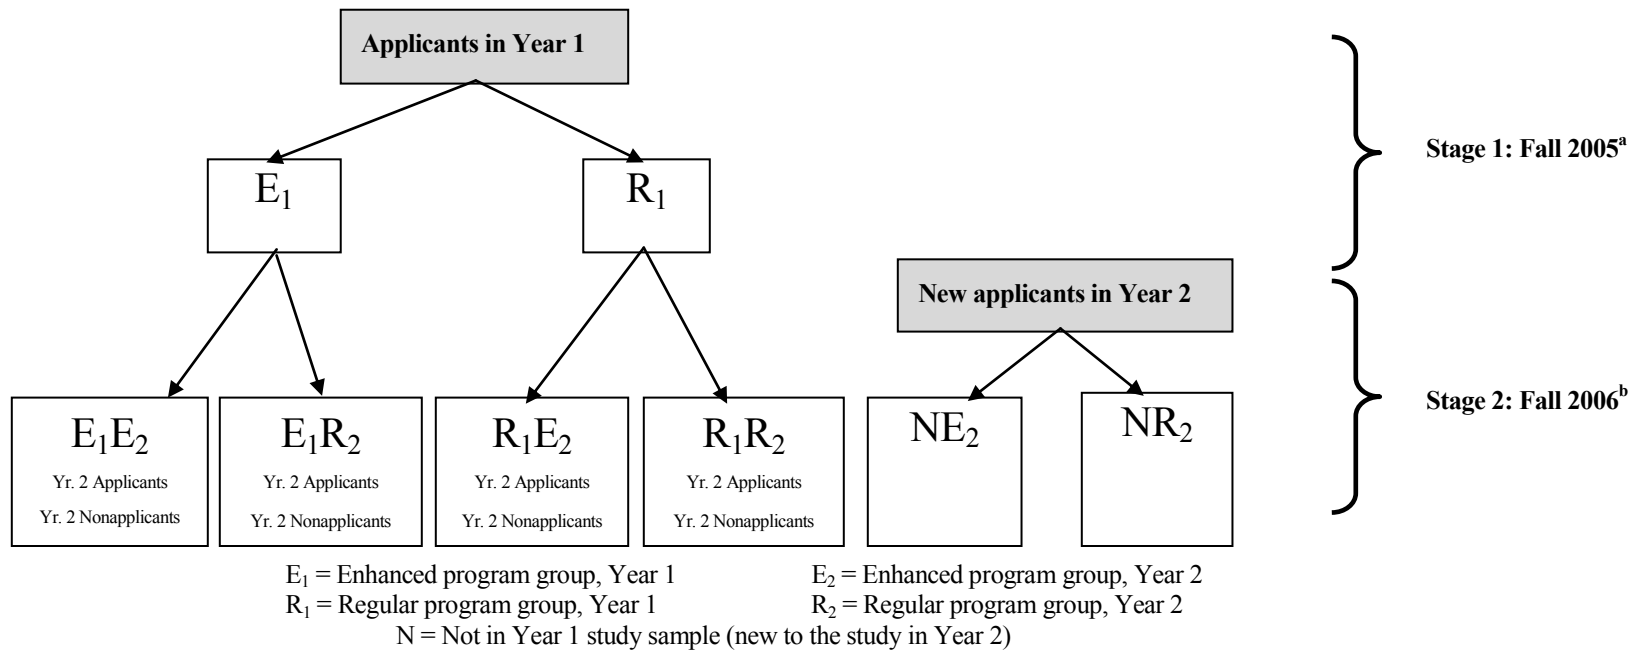 Applicants in Year 1
Stage 1: Fall 2005ᵃ
E₁
R₁
New applicants in Year 2
Stage 2: Fall 2006ᵇ
E₁E₂
Yr. 2 Applicants
Yr. 2 Nonapplicants
E₁R₂
Yr. 2 Applicants
Yr. 2 Nonapplicants
R₁E₂
Yr. 2 Applicants
Yr. 2 Nonapplicants
R₁R₂
Yr. 2 Applicants
Yr. 2 Nonapplicants
NE₂
NR₂
E₁ = Enhanced program group, Year 1
E₂ = Enhanced program group, Year 2
R₁ = Regular program group, Year 1
R₂ = Regular program group, Year 2
N = Not in Year 1 study sample (new to the study in Year 2)